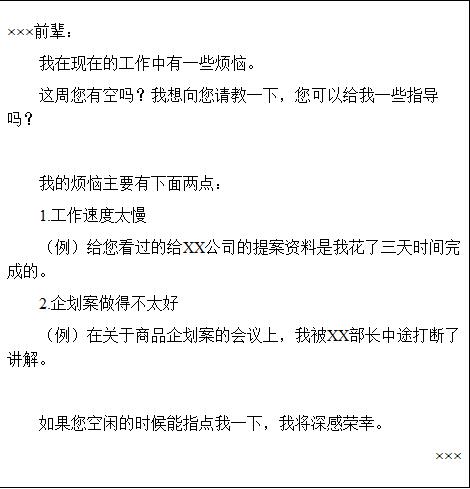 ×××前辈：
我在现在的工作中有一些烦恼。
这周您有空吗？我想向您请教一下，您可以给我一些指导
吗？
我的烦恼主要有下面两点：
1.工作速度太慢
（例）给您看过的给XX公司的提案资料是我花了三天时间完
成的。
2.企划案做得不太好
（例）在关于商品企划案的会议上，我被XX部长中途打断了
讲解。
如果您空闲的时候能指点我一下，我将深感荣幸。
×××